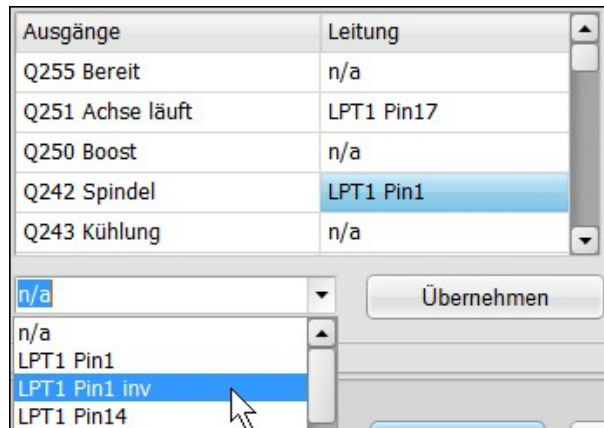 Ausgänge Leitung
Q255 Bereit n/a
Q251 Achse läuft LPT1 Pin17
Q250 Boost n/a
Q242 Spindel LPT1 Pin1
Q243 Kühlung n/a
n/a Übernehmen
n/a
LPT1 Pin1
LPT1 Pin1 inv
LPT1 Pin14